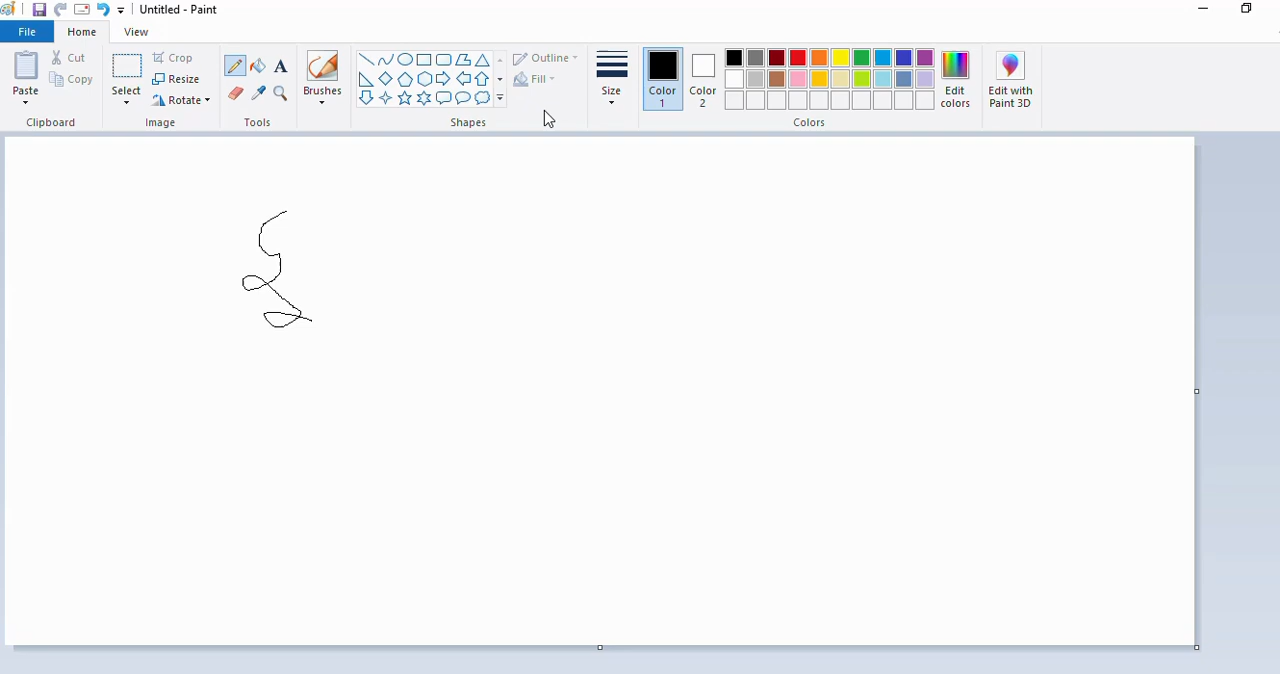 Untitled - Paint
File Home View
Paste
Cut
Copy
Clipboard
Select
Crop
Resize
Rotate
Image
A
Tools
Brushes
Shapes
Outline
Fill
Size
Color 1
Color 2
Colors
Edit colors
Edit with Paint 3D